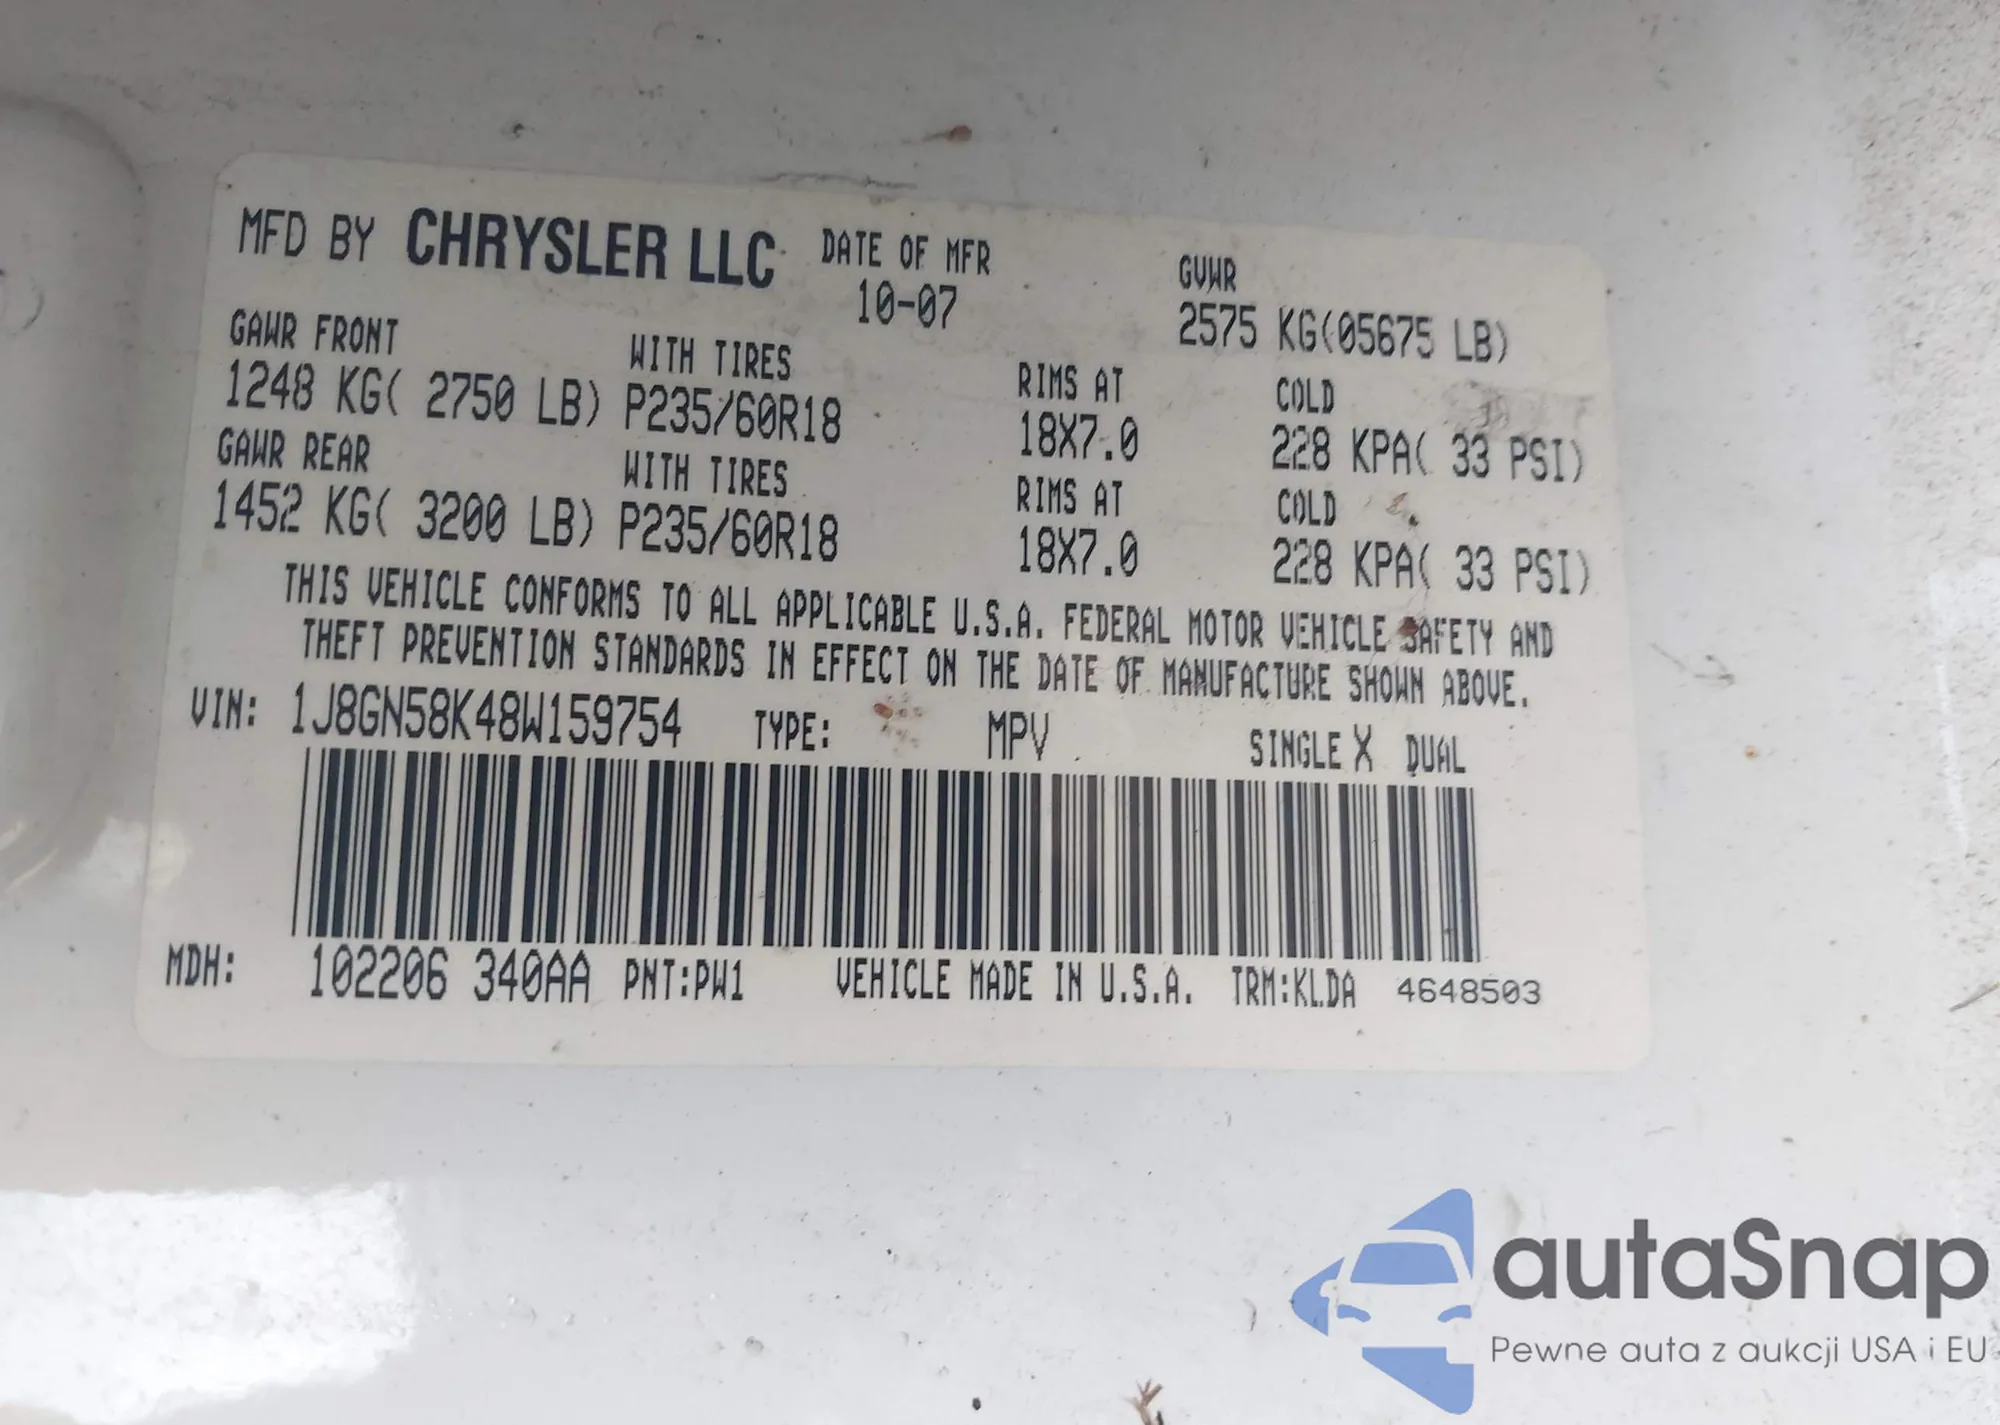 MFD BY CHRYSLER LLC DATE OF MFR
10-07
GVWR
2575 KG(05675 LB)
GAWR FRONT WITH TIRES RIMS AT COLD
1248 KG( 2750 LB) P235/60R18 18X7.0 228 KPA( 33 PSI)
GAWR REAR WITH TIRES RIMS AT COLD
1452 KG( 3200 LB) P235/60R18 18X7.0 228 KPA( 33 PSI)
THIS VEHICLE CONFORMS TO ALL APPLICABLE U.S.A. FEDERAL MOTOR VEHICLE SAFETY AND
THEFT PREVENTION STANDARDS IN EFFECT ON THE DATE OF MANUFACTURE SHOWN ABOVE.
VIN: 1J8GN58K48W159754 TYPE: MPV SINGLE X DUAL
MDH: 102206 340AA PNT:PW1 VEHICLE MADE IN U.S.A. TRM:KLDA 4648503
autaSnap
Pewne auta z aukcji USA i EU